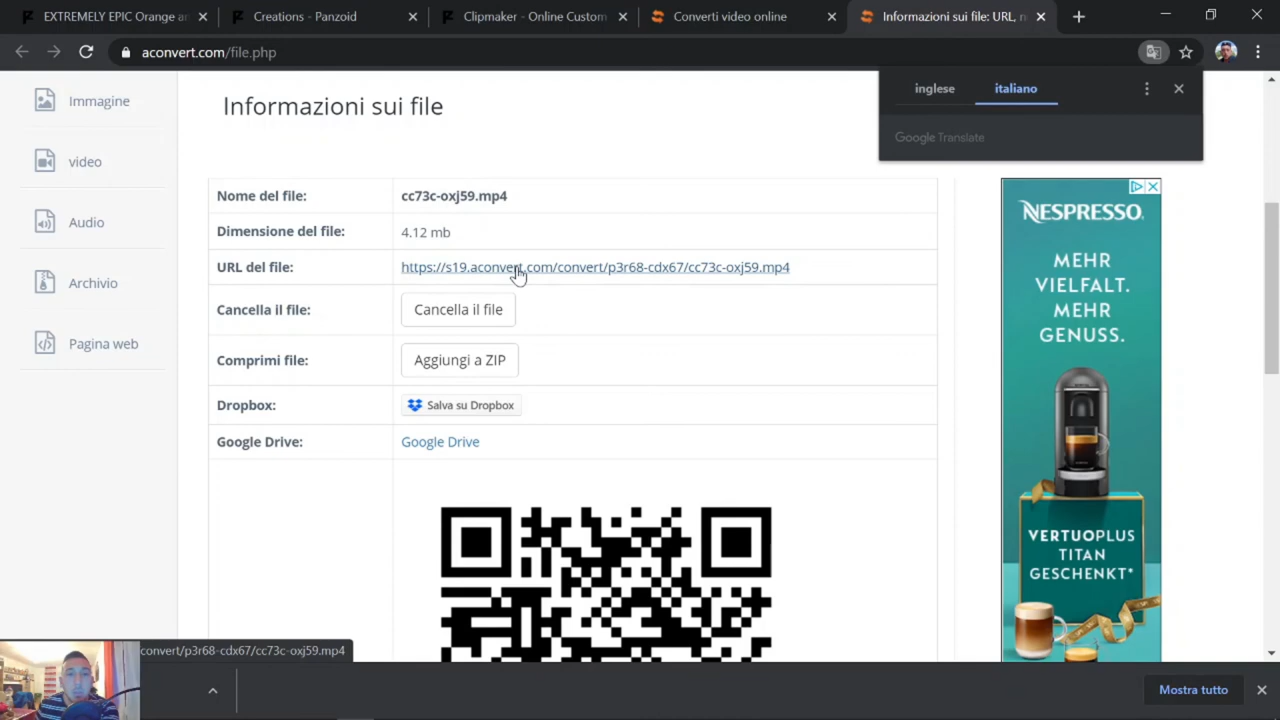 EXTREMELY EPIC Orange an
Creations - Panzoid
Clipmaker - Online Custom
Converti video online
Informazioni sui file: URL, n
aconvert.com/file.php
inglese
italiano
Google Translate
Immagine
video
Audio
Archivio
Pagina web
Informazioni sui file
Nome del file:
cc73c-oxj59.mp4
Dimensione del file:
4.12 mb
URL del file:
https://s19.aconvert.com/convert/p3r68-cdx67/cc73c-oxj59.mp4
Cancella il file:
Cancella il file
Comprimi file:
Aggiungi a ZIP
Dropbox:
Salva su Dropbox
Google Drive:
Google Drive
NESPRESSO.
MEHR
VIELFALT.
MEHR
GENUSS.
VERTUOPLUS
TITAN
GESCHENKT*
convert/p3r68-cdx67/cc73c-oxj59.mp4
Mostra tutto